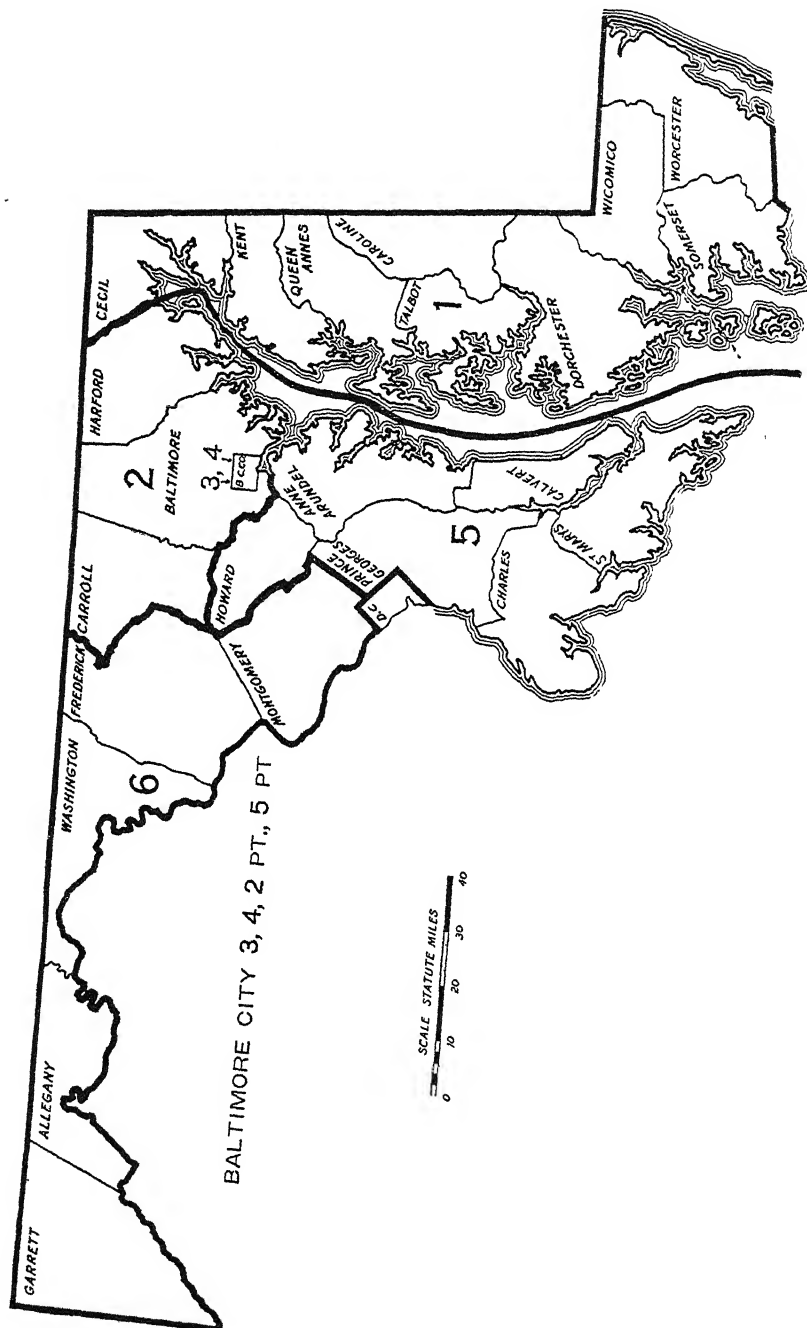 GARRETT
ALLEGANY
WASHINGTON
FREDERICK
CARROLL
HARFORD
CECIL
6
2
BALTIMORE
3, 4
B.C.CO.
MONTGOMERY
HOWARD
ANNE
ARUNDEL
KENT
QUEEN
ANNES
CAROLINE
TALBOT
1
D.C.
PRINCE
GEORGES
5
CALVERT
CHARLES
ST MARYS
DORCHESTER
WICOMICO
WORCESTER
SOMERSET
BALTIMORE CITY 3, 4, 2 PT., 5 PT
SCALE STATUTE MILES
0 10 20 30 40